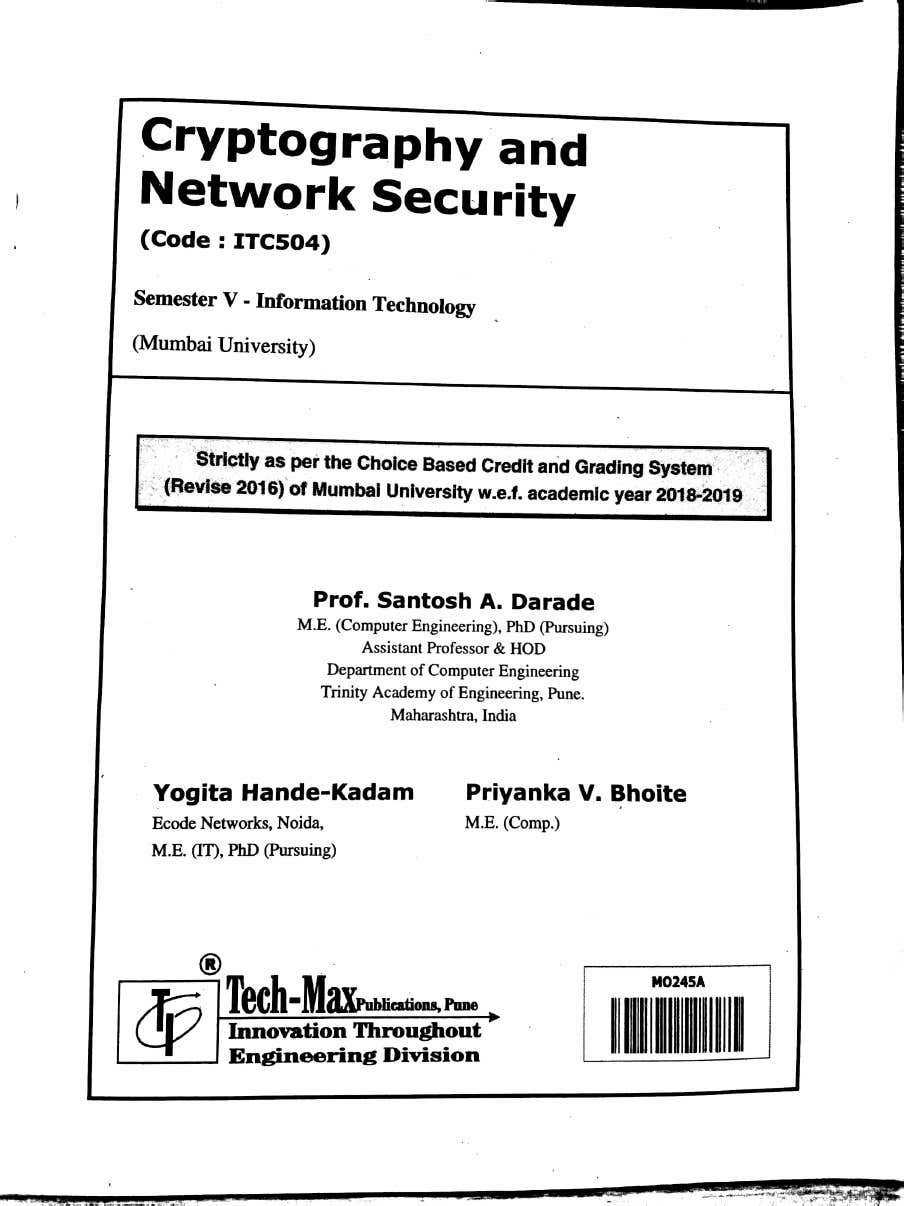 Cryptography and
Network Security
(Code : ITC504)
Semester V - Information Technology
(Mumbai University)
Strictly as per the Choice Based Credit and Grading System
(Revise 2016) of Mumbai University w.e.f. academic year 2018-2019
Prof. Santosh A. Darade
M.E. (Computer Engineering), PhD (Pursuing)
Assistant Professor & HOD
Department of Computer Engineering
Trinity Academy of Engineering, Pune.
Maharashtra, India
Yogita Hande-Kadam
Ecode Networks, Noida,
M.E. (IT), PhD (Pursuing)
Priyanka V. Bhoite
M.E. (Comp.)
®
Tech-Max Publications, Pune
Innovation Throughout
Engineering Division
M0245A